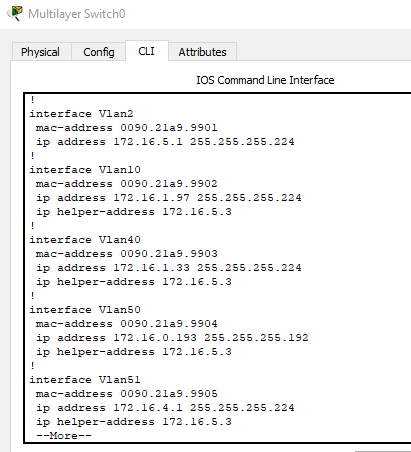 Multilayer Switch0
Physical Config CLI Attributes
IOS Command Line Interface
!
interface Vlan2
 mac-address 0090.21a9.9901
 ip address 172.16.5.1 255.255.255.224
!
interface Vlan10
 mac-address 0090.21a9.9902
 ip address 172.16.1.97 255.255.255.224
 ip helper-address 172.16.5.3
!
interface Vlan40
 mac-address 0090.21a9.9903
 ip address 172.16.1.33 255.255.255.224
 ip helper-address 172.16.5.3
!
interface Vlan50
 mac-address 0090.21a9.9904
 ip address 172.16.0.193 255.255.255.192
 ip helper-address 172.16.5.3
!
interface Vlan51
 mac-address 0090.21a9.9905
 ip address 172.16.4.1 255.255.255.224
 ip helper-address 172.16.5.3
 --More--